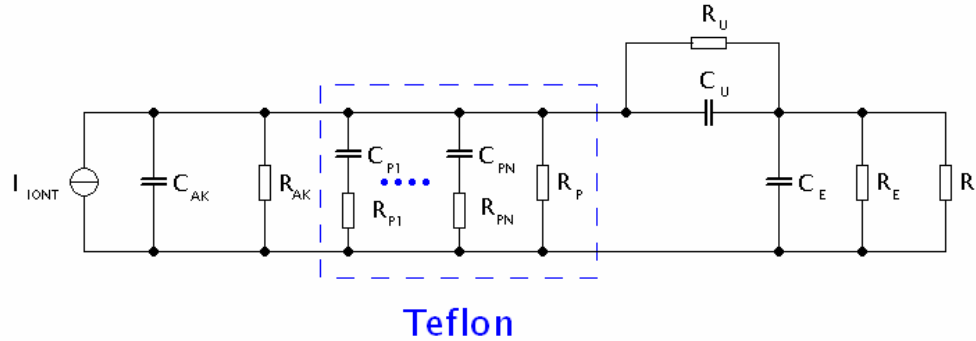 R U
C U
I IONT
C AK
R AK
C P1
R P1
C PN
R PN
R P
C E
R E
R
Teflon